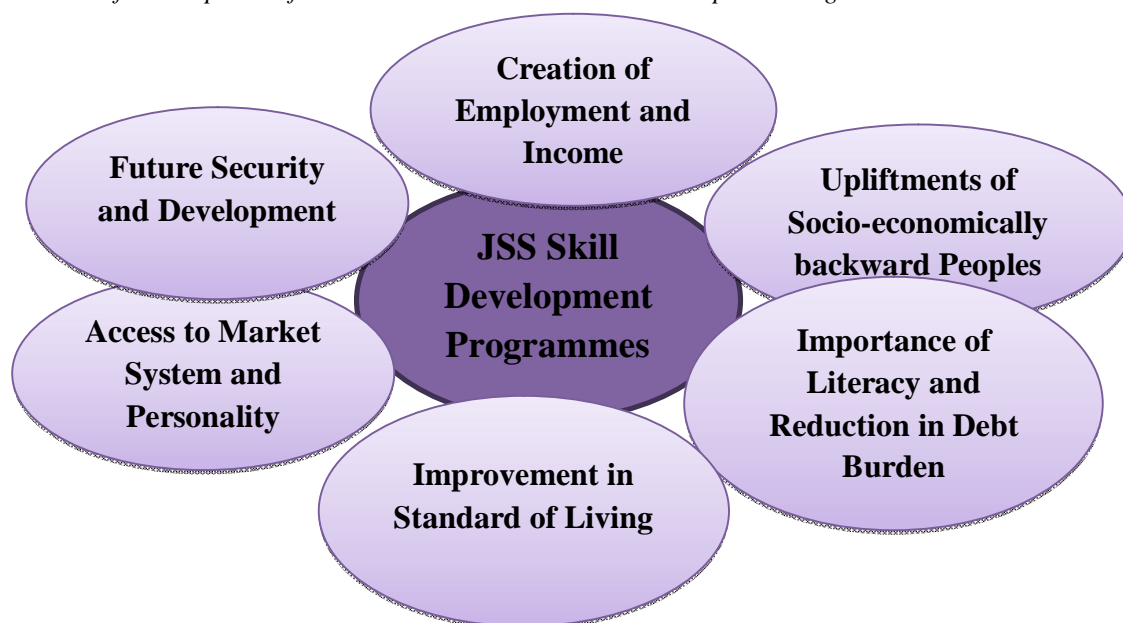 Creation of
Employment and
Income
Future Security
and Development
Upliftments of
Socio-economically
backward Peoples
JSS Skill
Development
Programmes
Access to Market
System and
Personality
Importance of
Literacy and
Reduction in Debt
Burden
Improvement in
Standard of Living